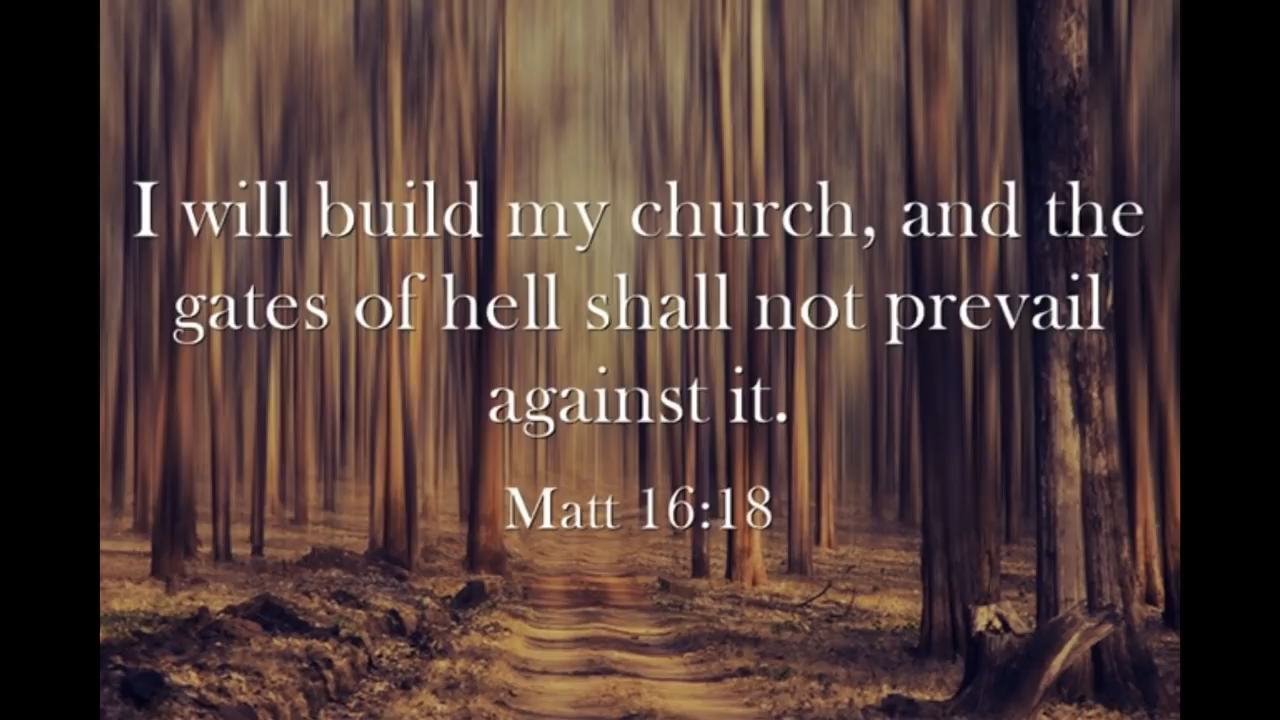 I will build my church, and the
gates of hell shall not prevail
against it.
Matt 16:18